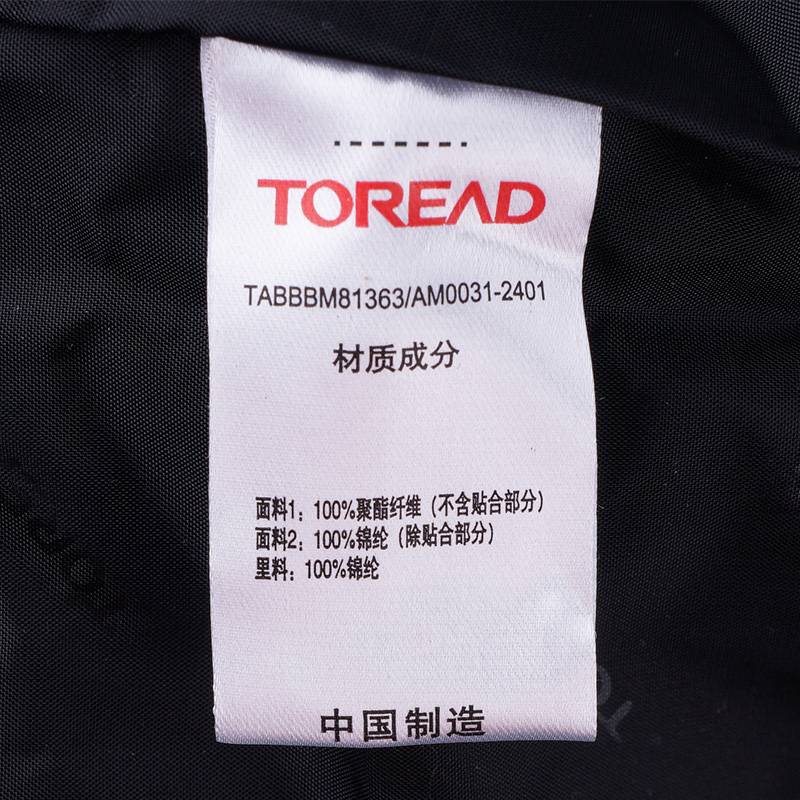 TOREAD
TABBBM81363/AM0031-2401
材质成分
面料1：100%聚酯纤维（不含贴合部分）
面料2：100%锦纶（除贴合部分）
里料：100%锦纶
中国制造